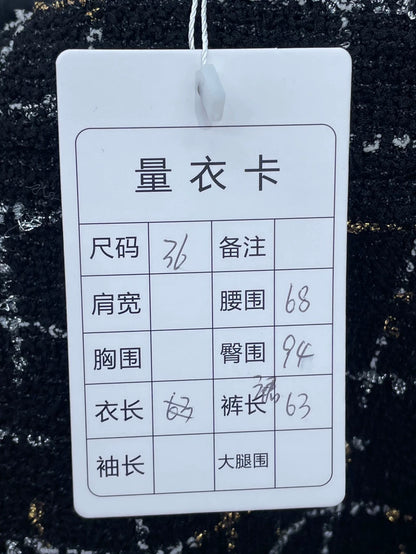 量衣卡
尺码 36 备注
肩宽 腰围 68
胸围 臀围 94
衣长 裤长 63
袖长 大腿围